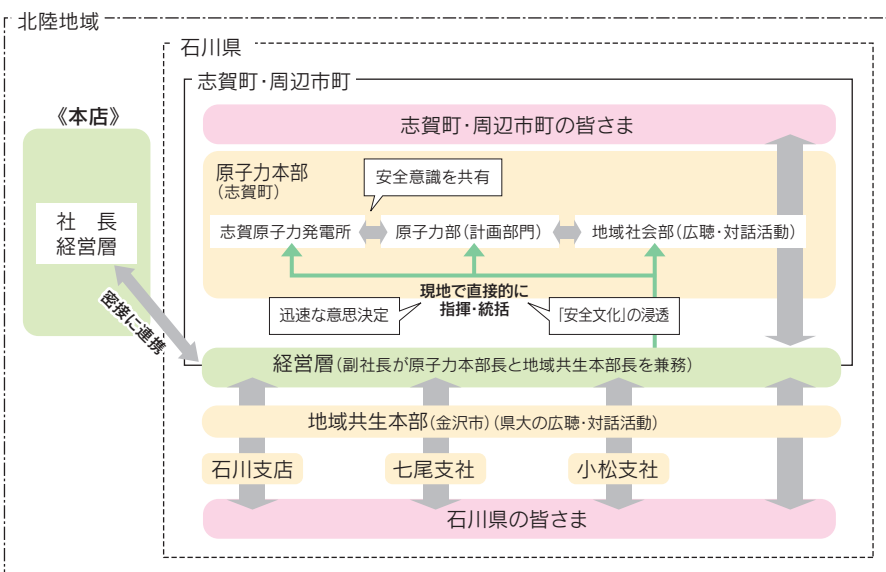 北陸地域
石川県
志賀町・周辺市町
《本店》
社　長
経営層
密接に連携
志賀町・周辺市町の皆さま
原子力本部
（志賀町）
安全意識を共有
志賀原子力発電所
原子力部（計画部門）
地域社会部（広聴・対話活動）
現地で直接的に
指揮・統括
迅速な意思決定
「安全文化」の浸透
経営層（副社長が原子力本部長と地域共生本部長を兼務）
地域共生本部（金沢市）（県大の広聴・対話活動）
石川支店
七尾支社
小松支社
石川県の皆さま